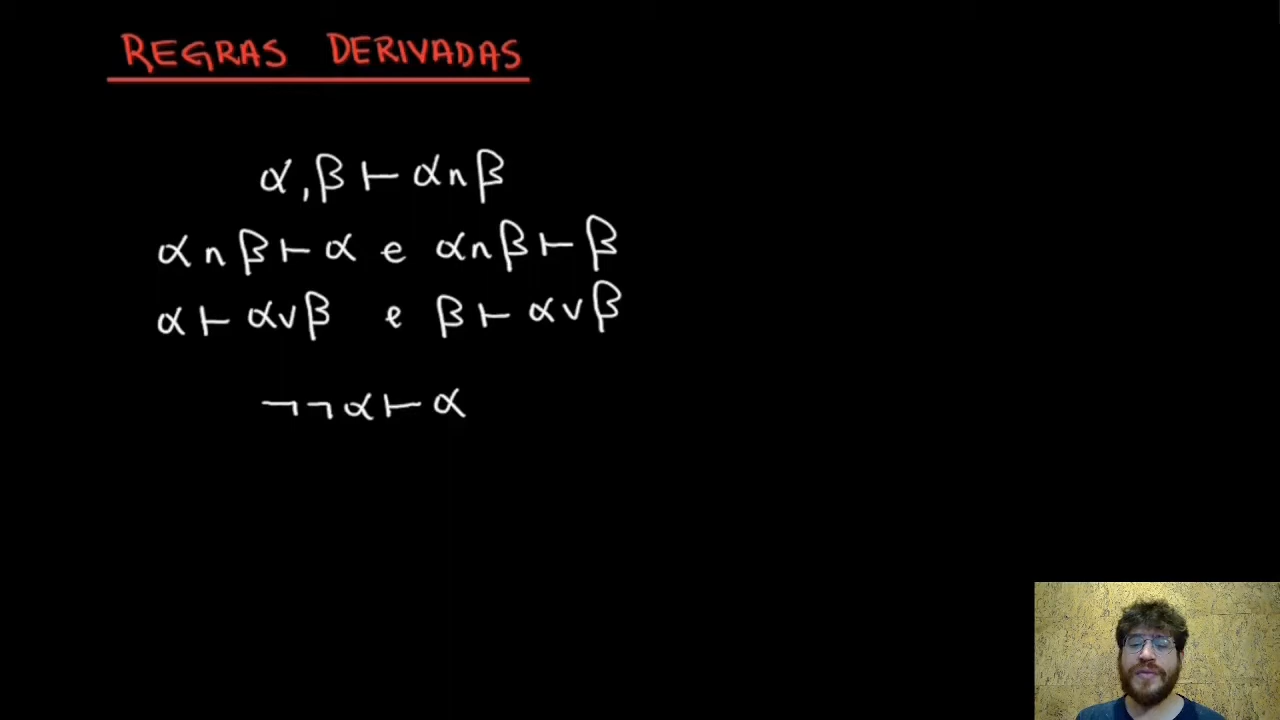 REGRAS DERIVADAS
α, β ⊢ α ∧ β
α ∧ β ⊢ α e α ∧ β ⊢ β
α ⊢ α ∨ β e β ⊢ α ∨ β
¬¬α ⊢ α